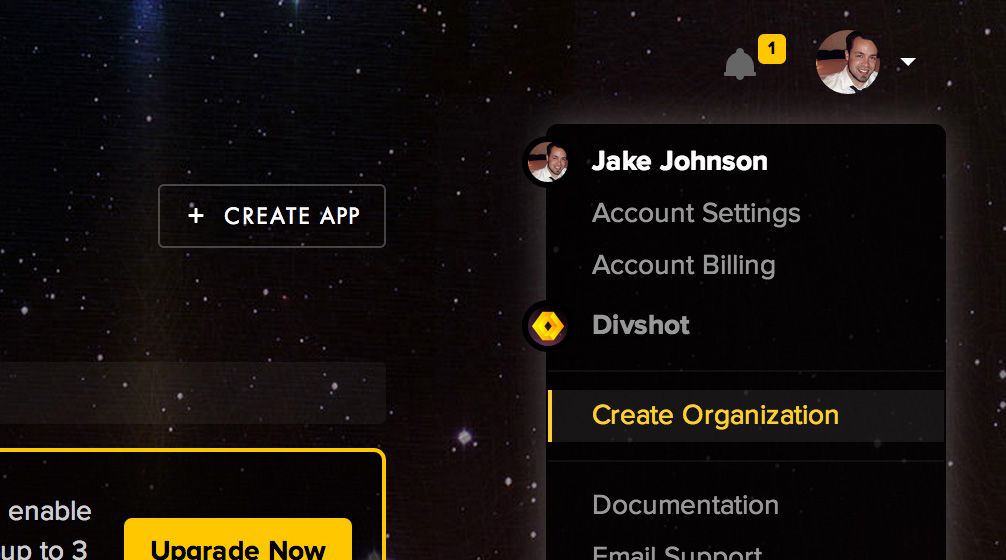 1
Jake Johnson
+ CREATE APP
Account Settings
Account Billing
Divshot
Create Organization
enable
up to 3
Upgrade Now
Documentation
Email Support